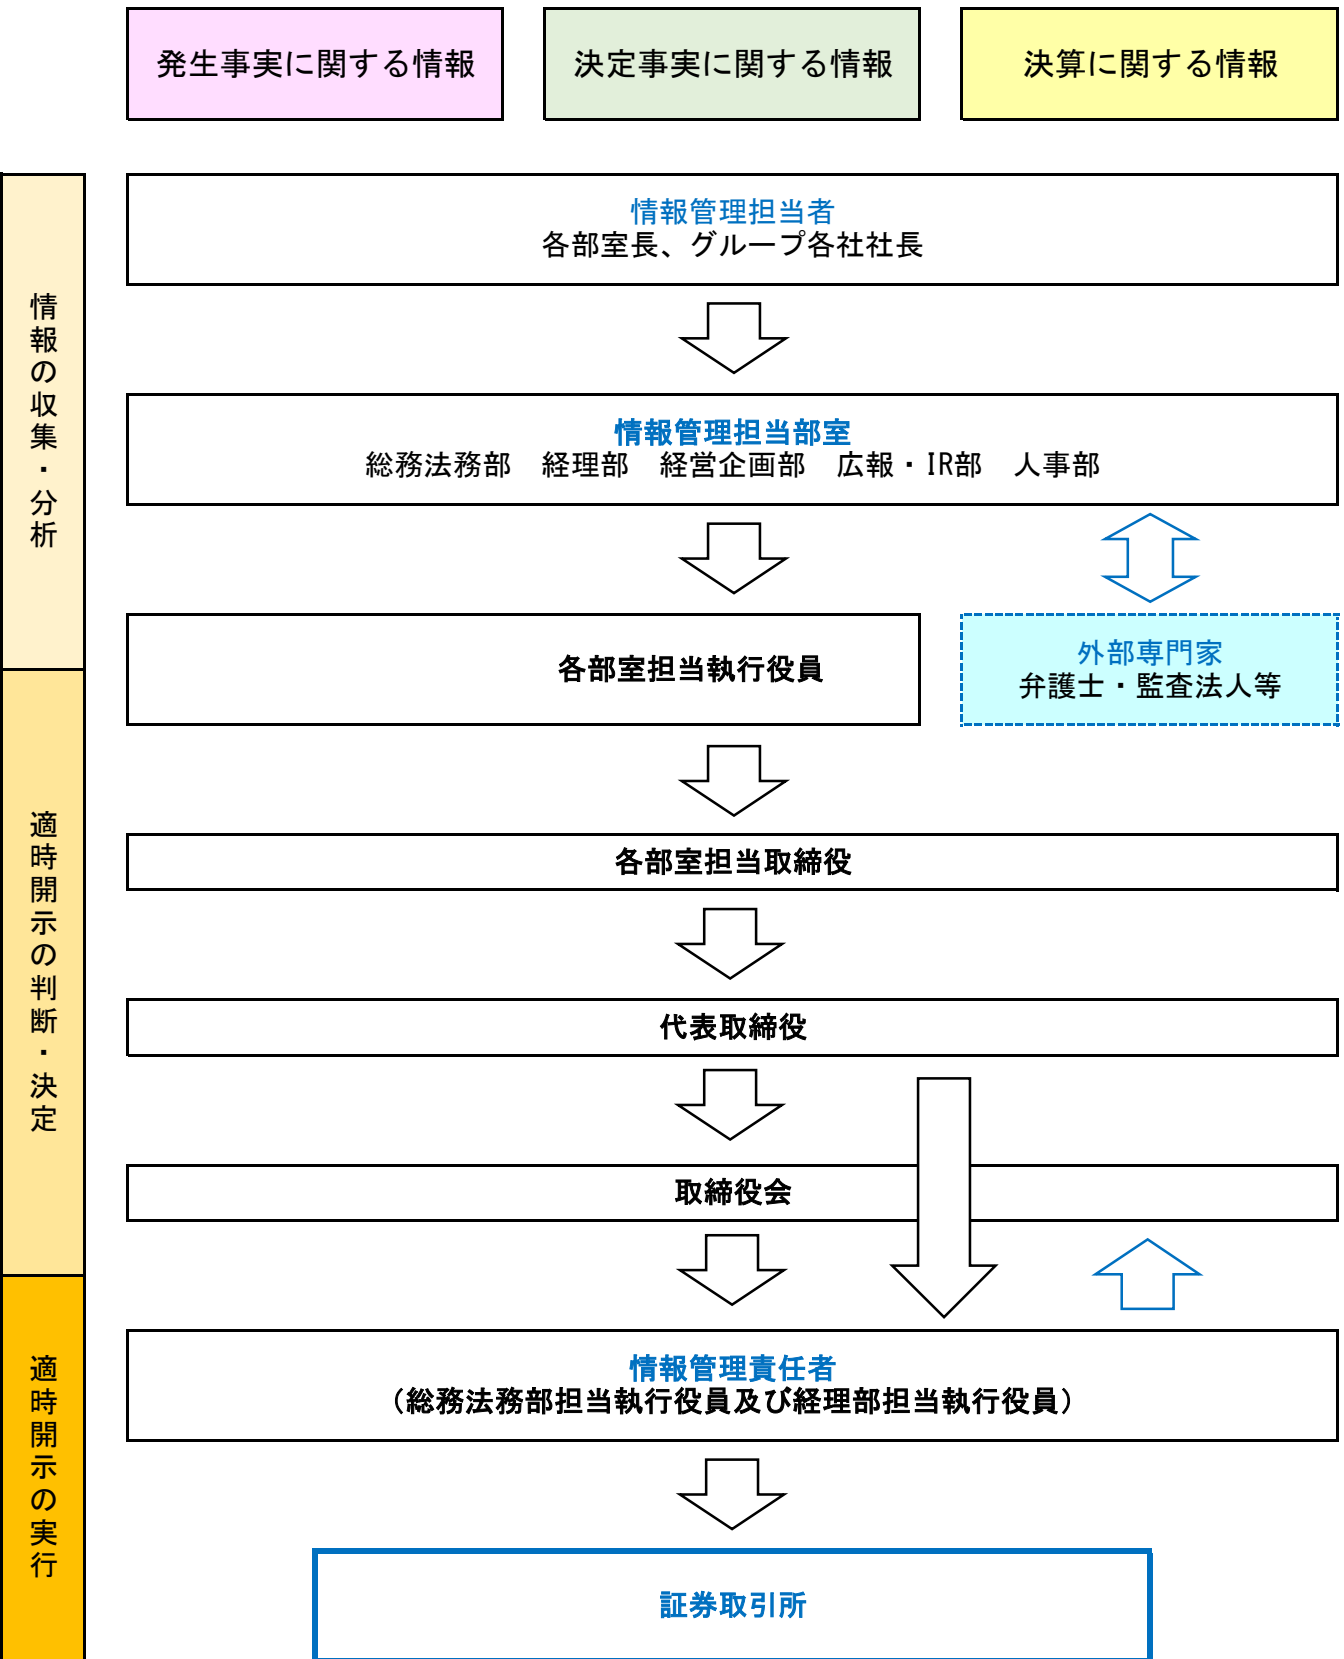 発生事実に関する情報
決定事実に関する情報
決算に関する情報
情報の収集・分析
情報管理担当者
各部室長、グループ各社社長
情報管理担当部室
総務法務部　経理部　経営企画部　広報・IR部　人事部
各部室担当執行役員
外部専門家
弁護士・監査法人等
適時開示の判断・決定
各部室担当取締役
代表取締役
取締役会
適時開示の実行
情報管理責任者
（総務法務部担当執行役員及び経理部担当執行役員）
証券取引所